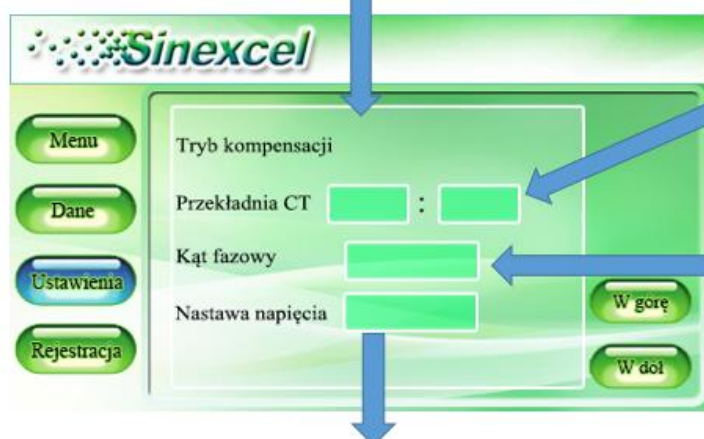 Sinexcel
Menu
Dane
Ustawienia
Rejestracja
Tryb kompensacji
Przekładnia CT :
Kąt fazowy
Nastawa napięcia
W górę
W dół